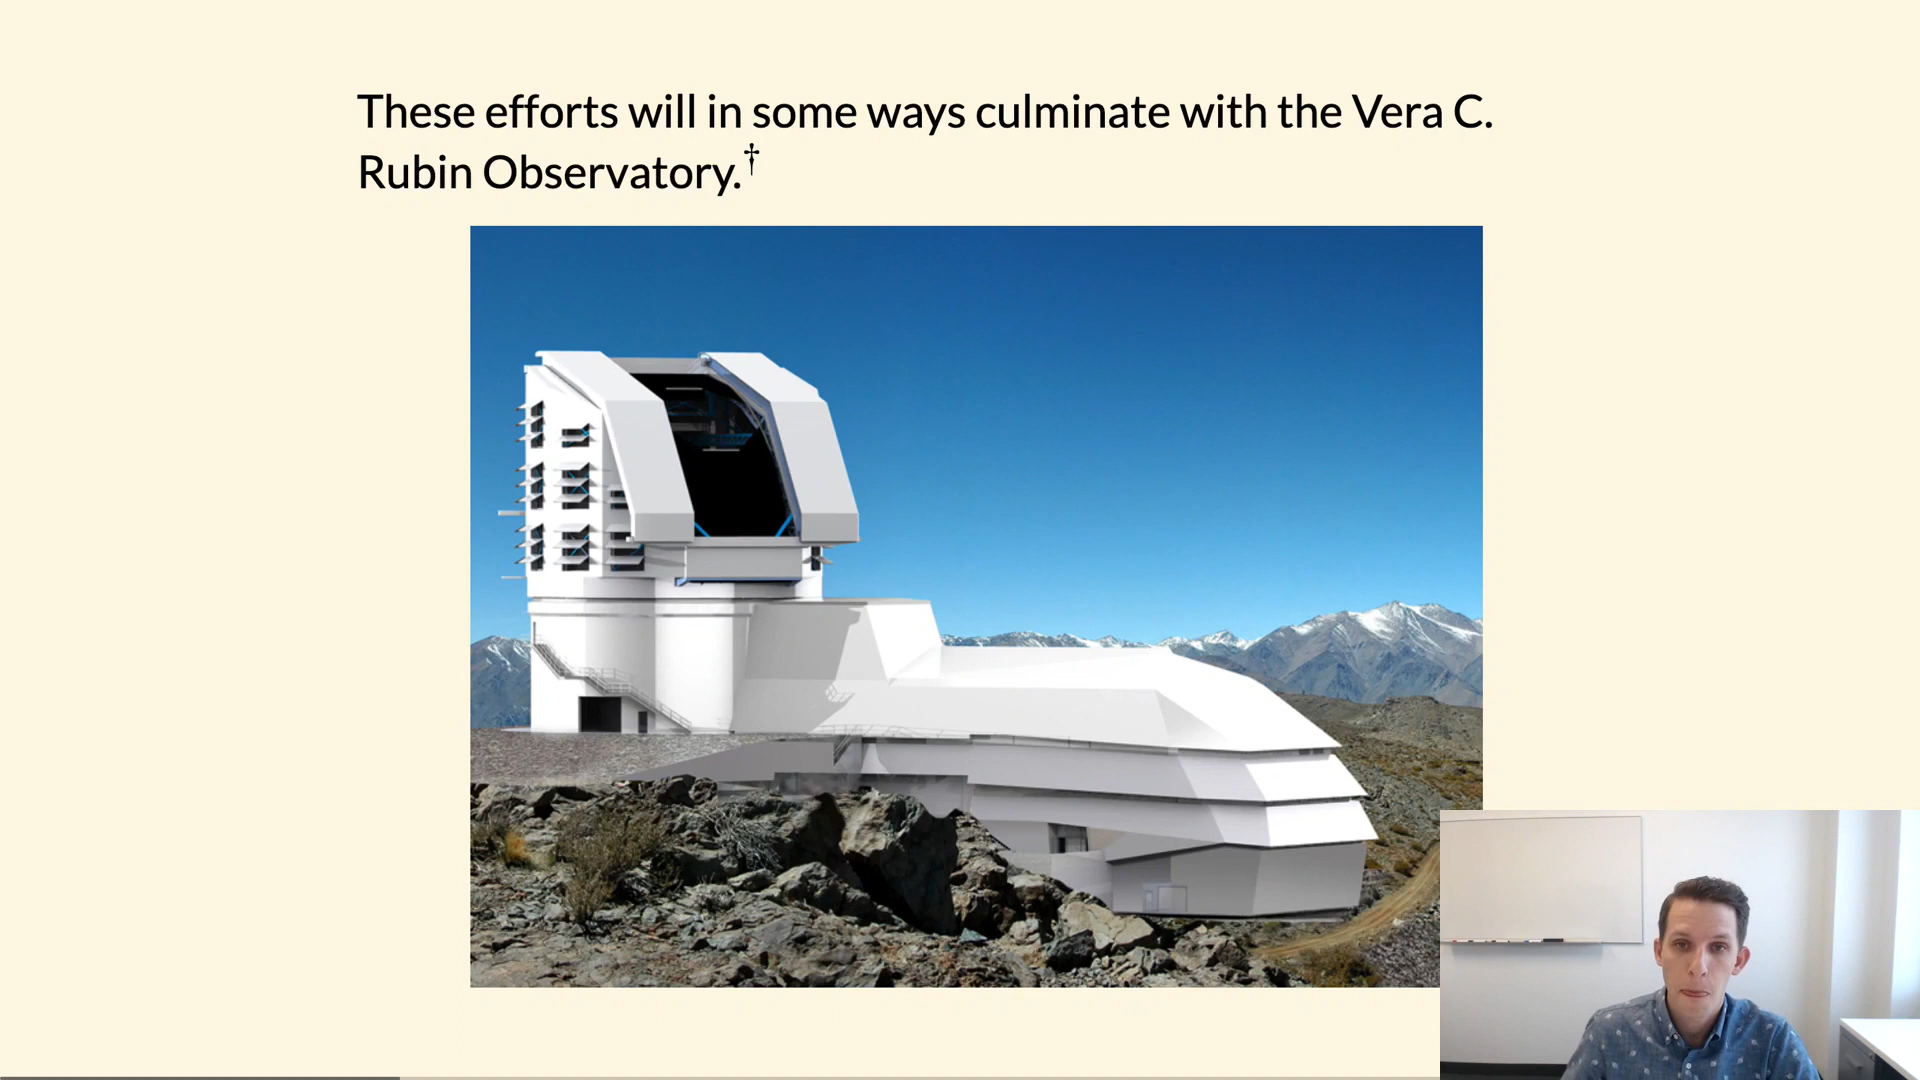 These efforts will in some ways culminate with the Vera C.
Rubin Observatory.†